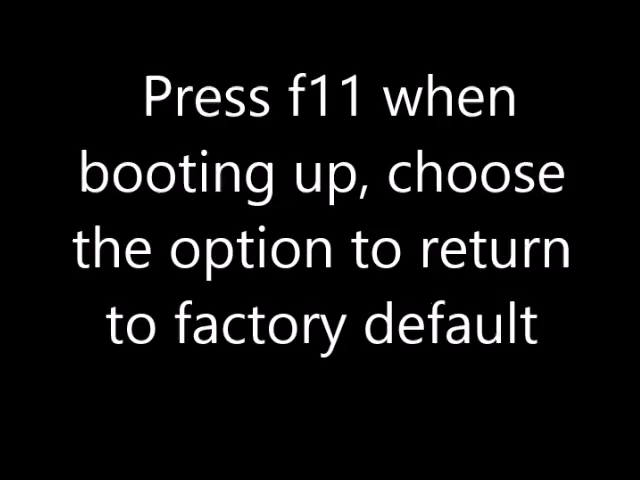 Press f11 when
booting up, choose
the option to return
to factory default